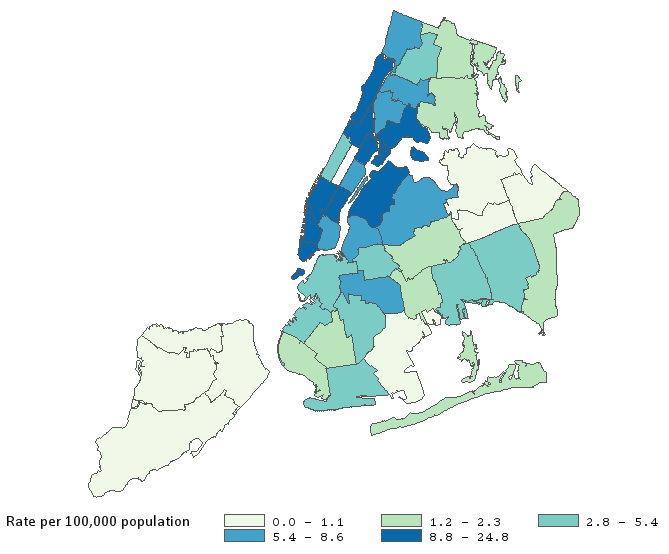 Rate per 100,000 population 0.0 - 1.1 1.2 - 2.3 2.8 - 5.4
5.4 - 8.6 8.8 - 24.8